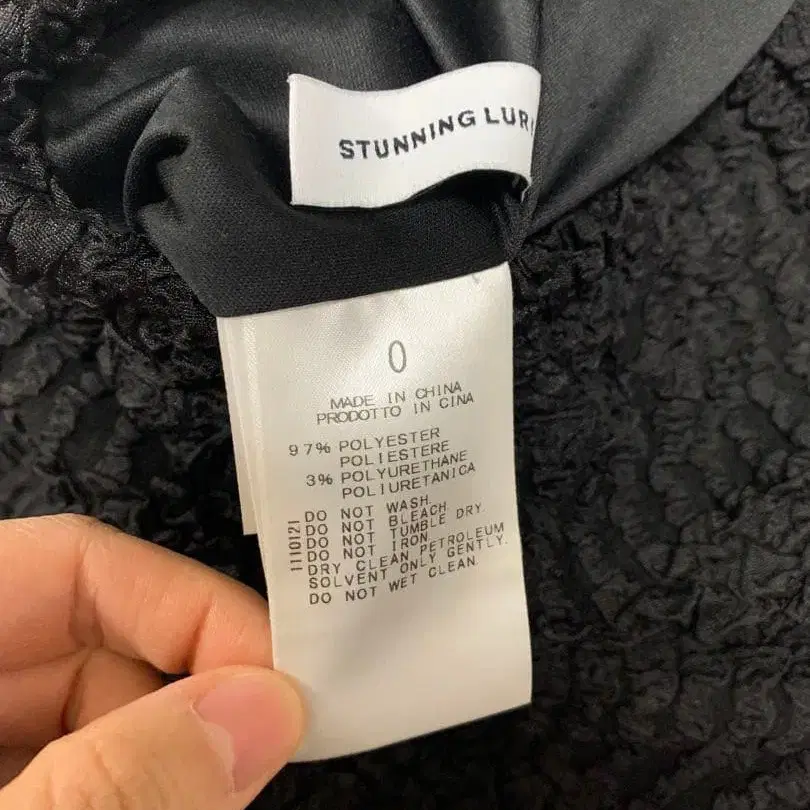 STUNNING
0
MADE IN CHINA
PRODOTTO IN CINA
97% POLYESTER
POLIESTERE
3% POLYURETHANE
POLIURETANICA
DO NOT WASH.
DO NOT BLEACH.
DO NOT TUMBLE DRY.
DO NOT IRON.
DRY CLEAN PETROLEUM
SOLVENT ONLY GENTLY.
DO NOT WET CLEAN.
1110121